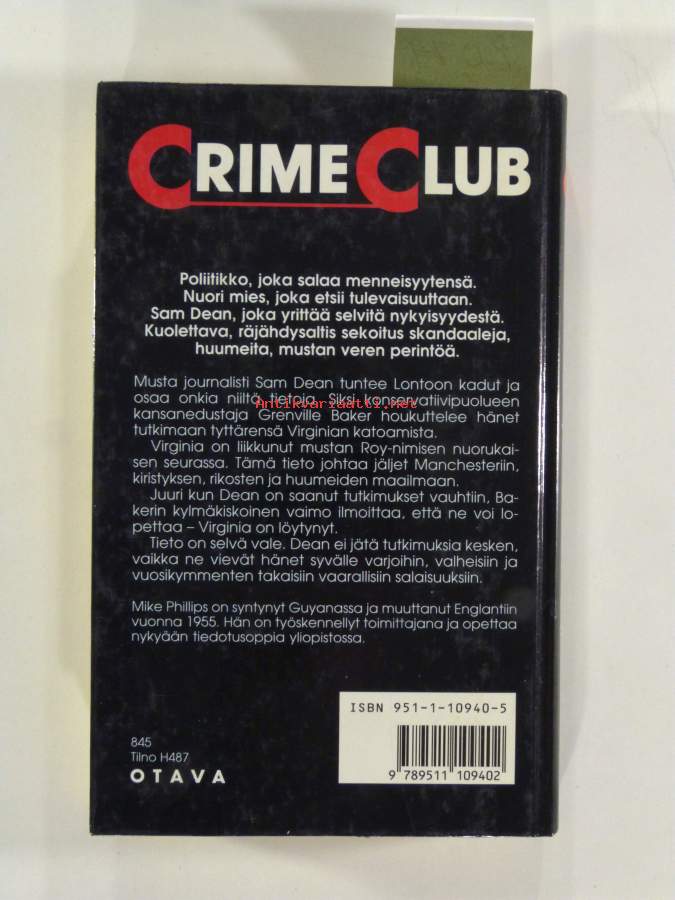 CRIME CLUB
Poliitikko, joka salaa menneisyytensä.
Nuori mies, joka etsii tulevaisuuttaan.
Sam Dean, joka yrittää selvitä nykyisyydestä.
Kuolettava, räjähdysaltis sekoitus skandaaleja,
huumeita, mustan veren perintöä.
Musta journalisti Sam Dean tuntee Lontoon kadut ja
osaa onkia niiltä tietoja. Siksi konservatiivipuolueen
Antikvariaatti.net
kansanedustaja Grenville Baker houkuttelee hänet
tutkimaan tyttärensä Virginian katoamista.
Virginia on liikkunut mustan Roy-nimisen nuorukai-
sen seurassa. Tämä tieto johtaa jäljet Manchesteriin,
kiristyksen, rikosten ja huumeiden maailmaan.
Juuri kun Dean on saanut tutkimukset vauhtiin, Ba-
kerin kylmäkiskoinen vaimo ilmoittaa, että ne voi lo-
pettaa – Virginia on löytynyt.
Tieto on selvä vale. Dean ei jätä tutkimuksia kesken,
vaikka ne vievät hänet syvälle varjoihin, valheisiin ja
vuosikymmenten takaisiin vaarallisiin salaisuuksiin.
Mike Phillips on syntynyt Guyanassa ja muuttanut Englantiin
vuonna 1955. Hän on työskennellyt toimittajana ja opettaa
nykyään tiedotusoppia yliopistossa.
ISBN 951-1-10940-5
9 789511 109402
845
Tilno H487
OTAVA